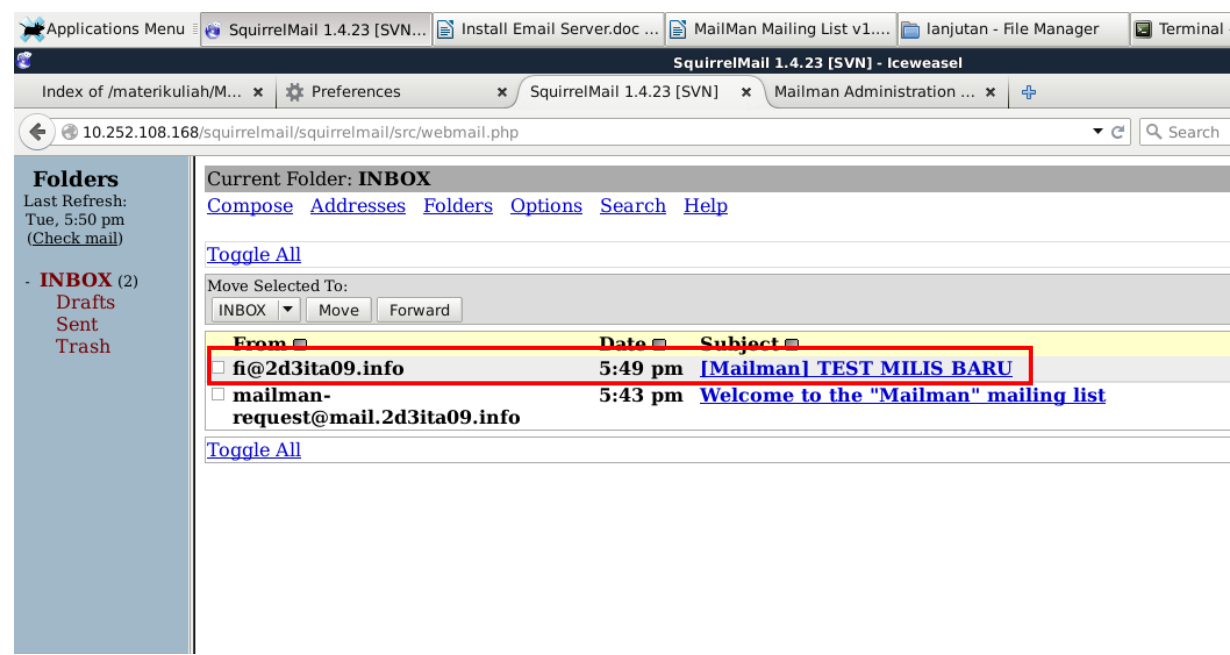 Applications Menu SquirrelMail 1.4.23 [SVN... Install Email Server.doc ... MailMan Mailing List v1.... lanjutan - File Manager Terminal
SquirrelMail 1.4.23 [SVN] - Iceweasel
Index of /materikuliah/M... Preferences SquirrelMail 1.4.23 [SVN] Mailman Administration ...
10.252.108.168/squirrelmail/squirrelmail/src/webmail.php Search
Folders
Last Refresh:
Tue, 5:50 pm
(Check mail)
- INBOX (2)
Drafts
Sent
Trash
Current Folder: INBOX
Compose Addresses Folders Options Search Help
Toggle All
Move Selected To:
INBOX Move Forward
From Date Subject
fi@2d3ita09.info 5:49 pm [Mailman] TEST MILIS BARU
mailman- 5:43 pm Welcome to the "Mailman" mailing list
request@mail.2d3ita09.info
Toggle All